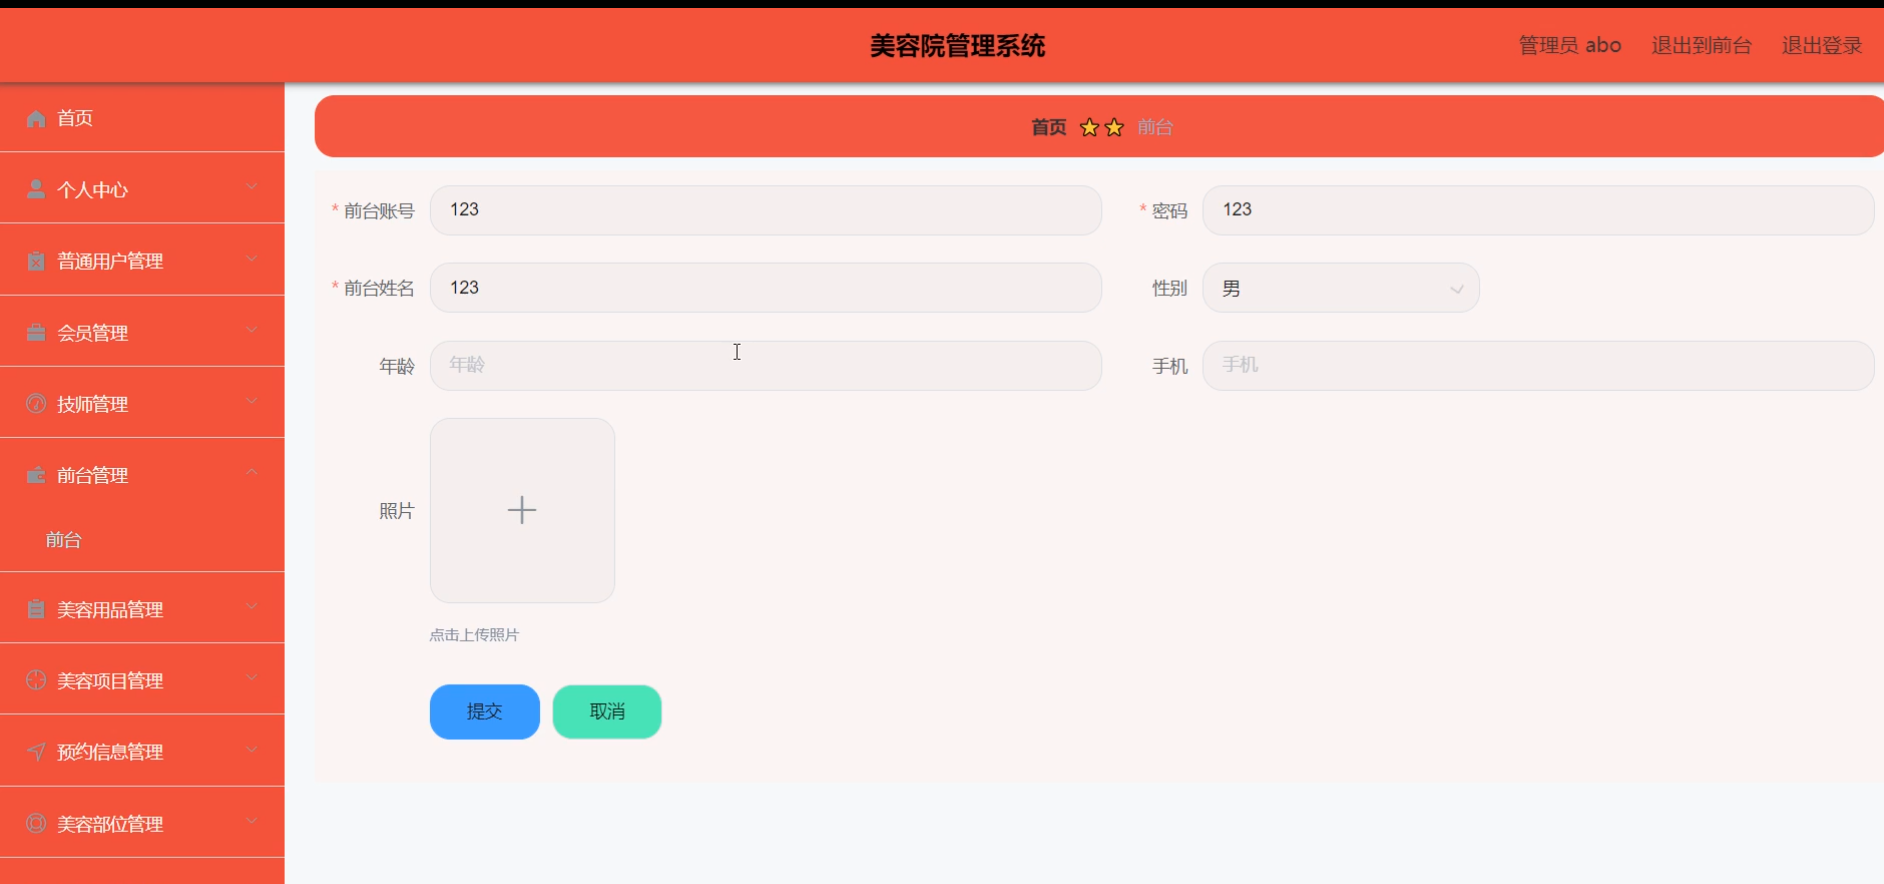 美容院管理系统
管理员 abo 退出到前台 退出登录
首页
个人中心
普通用户管理
会员管理
技师管理
前台管理
前台
美容用品管理
美容项目管理
预约信息管理
美容部位管理
首页 前台
* 前台账号 123 * 密码 123
* 前台姓名 123 性别 男
年龄 年龄 手机 手机
照片
点击上传照片
提交 取消